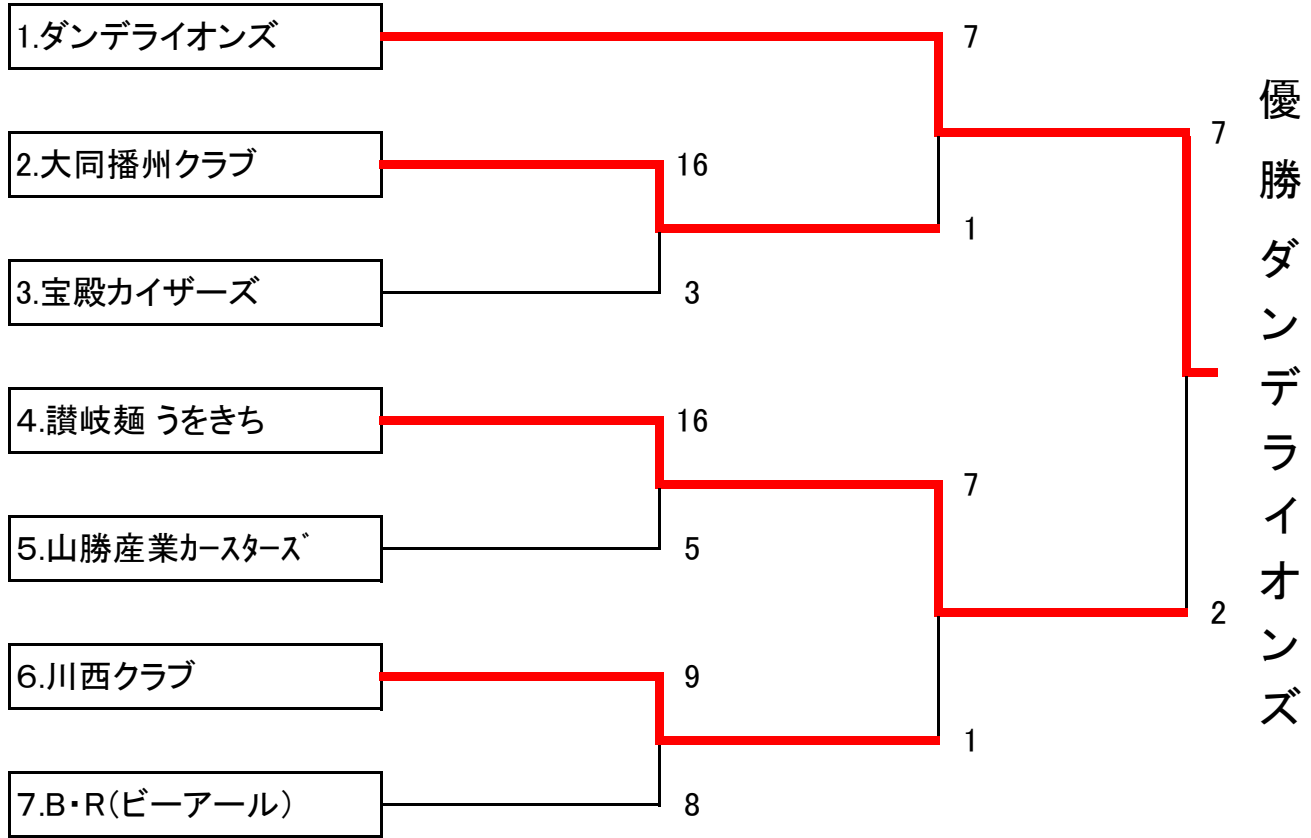 1.ダンデライオンズ
7
7
2.大同播州クラブ
16
1
3.宝殿カイザーズ
3
4.讃岐麺 うをきち
16
7
5.山勝産業ｶｰｽﾀｰｽﾞ
5
2
6.川西クラブ
9
1
7.B・R(ビーアール)
8
優勝 ダンデライオンズ